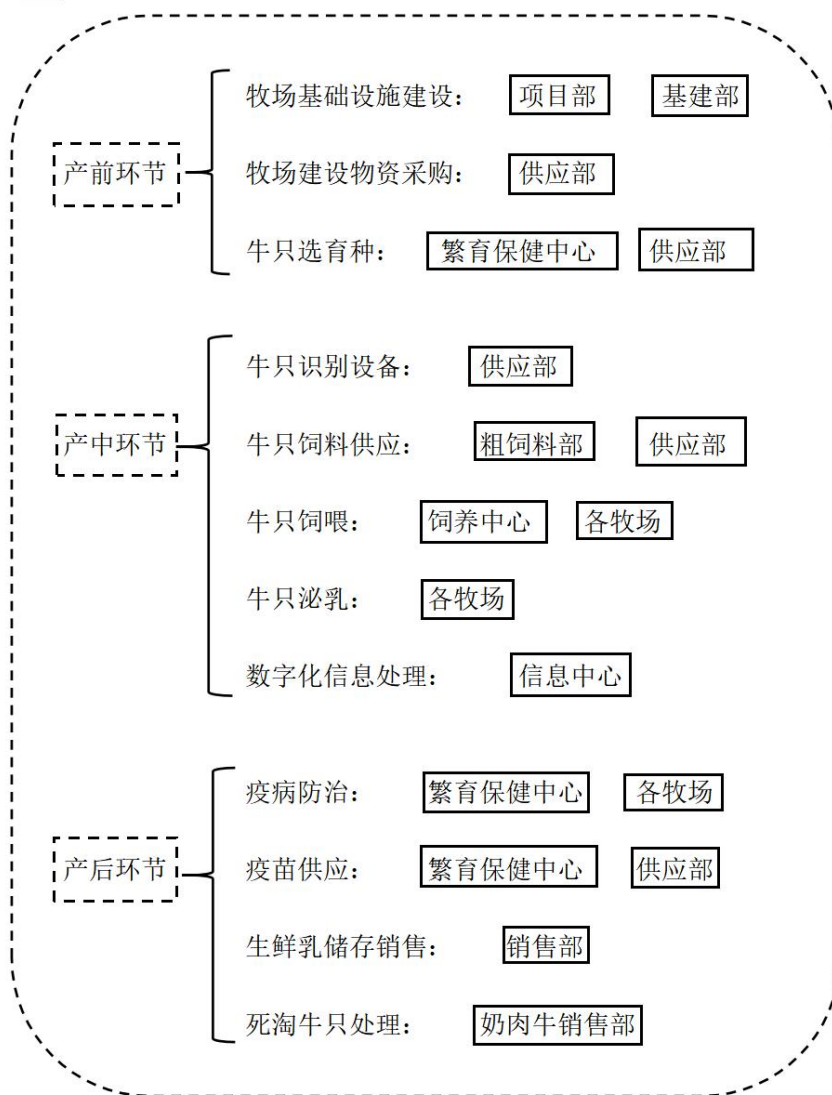 牧场基础设施建设： 项目部 基建部
产前环节 牧场建设物资采购： 供应部
牛只选育种： 繁育保健中心 供应部
牛只识别设备： 供应部
产中环节 牛只饲料供应： 粗饲料部 供应部
牛只饲喂： 饲养中心 各牧场
牛只泌乳： 各牧场
数字化信息处理： 信息中心
疫病防治： 繁育保健中心 各牧场
产后环节 疫苗供应： 繁育保健中心 供应部
生鲜乳储存销售： 销售部
死淘牛只处理： 奶肉牛销售部